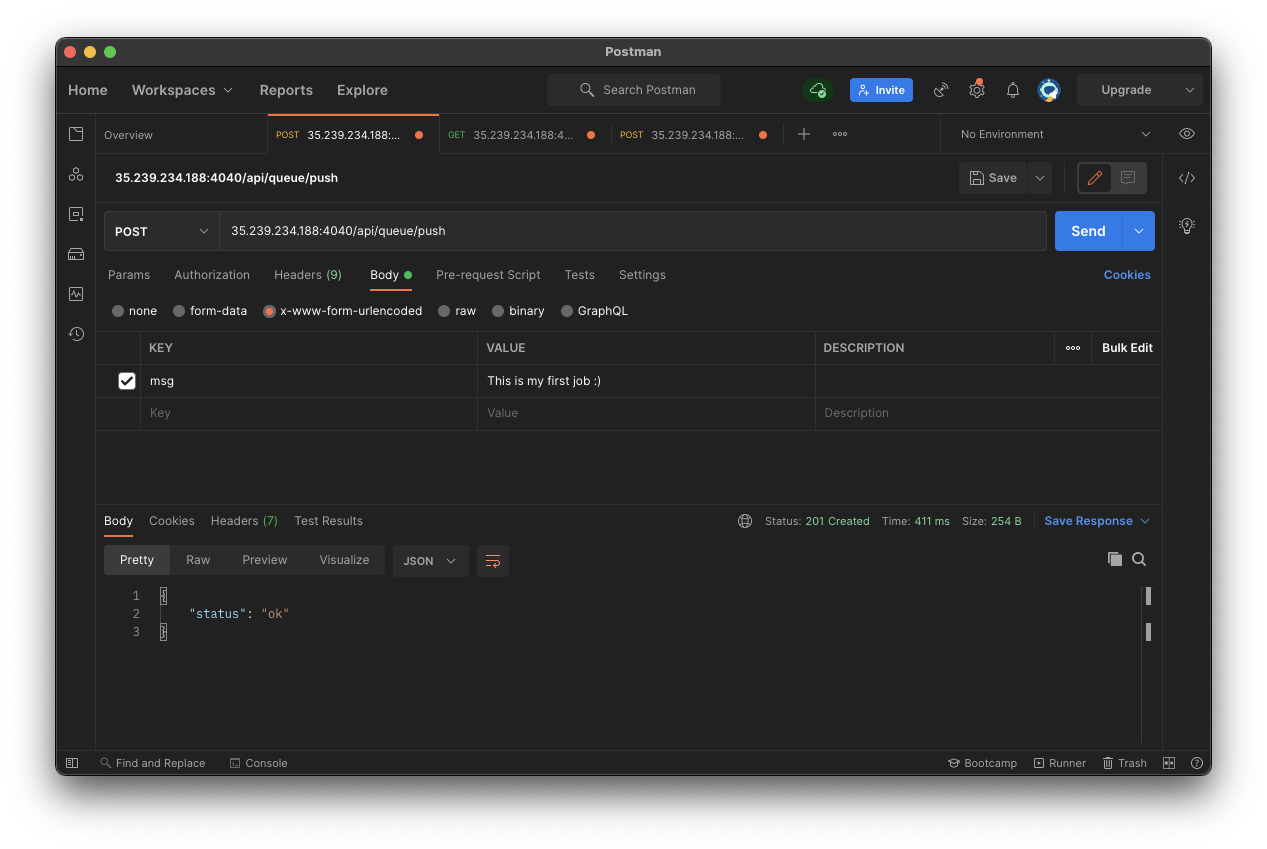 Postman
Home Workspaces Reports Explore Search Postman Invite Upgrade
Overview POST 35.239.234.188:... GET 35.239.234.188:4... POST 35.239.234.188:... No Environment
35.239.234.188:4040/api/queue/push Save
POST 35.239.234.188:4040/api/queue/push Send
Params Authorization Headers (9) Body Pre-request Script Tests Settings Cookies
none form-data x-www-form-urlencoded raw binary GraphQL
KEY VALUE DESCRIPTION Bulk Edit
msg This is my first job :)
Key Value Description
Body Cookies Headers (7) Test Results Status: 201 Created Time: 411 ms Size: 254 B Save Response
Pretty Raw Preview Visualize JSON
1 {
2 "status": "ok"
3 }
Find and Replace Console Bootcamp Runner Trash